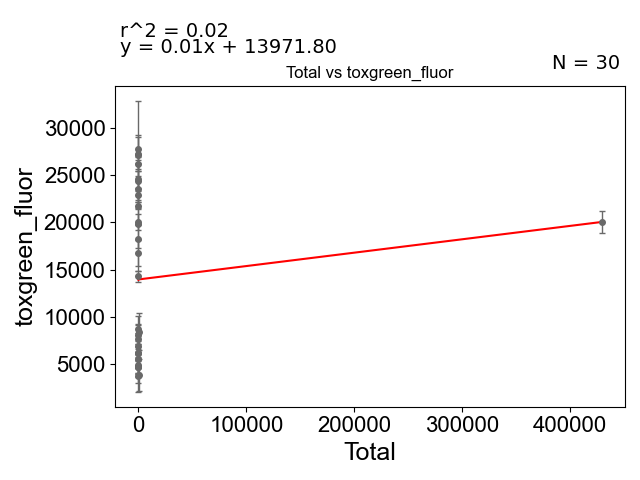 r^2 = 0.02
y = 0.01x + 13971.80
N = 30
Total vs toxgreen_fluor
30000
25000
20000
15000
10000
5000
toxgreen_fluor
0 100000 200000 300000 400000
Total